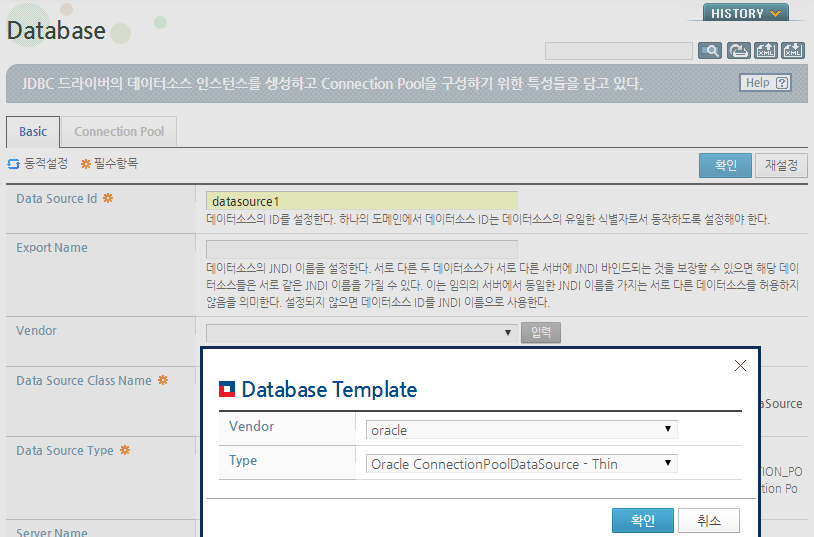 HISTORY
Database
JDBC 드라이버의 데이터소스 인스턴스를 생성하고 Connection Pool을 구성하기 위한 특성들을 담고 있다.
Help
Basic
Connection Pool
동적설정
필수항목
확인
재설정
Data Source Id
datasource1
데이터소스의 ID를 설정한다. 하나의 도메인에서 데이터소스 ID는 데이터소스의 유일한 식별자로서 동작하도록 설정해야 한다.
Export Name
데이터소스의 JNDI 이름을 설정한다. 서로 다른 두 데이터소스가 서로 다른 서버에 JNDI 바인드되는 것을 보장할 수 있으면 해당 데이
터소스들은 서로 같은 JNDI 이름을 가질 수 있다. 이는 임의의 서버에서 동일한 JNDI 이름을 가지는 서로 다른 데이터소스를 허용하지
않음을 의미한다. 설정되지 않으면 데이터소스 ID를 JNDI 이름으로 사용한다.
Vendor
입력
Data Source Class Name
aSource
Data Source Type
TION_PO
tion Po
Server Name
Database Template
Vendor
oracle
Type
Oracle ConnectionPoolDataSource - Thin
확인
취소